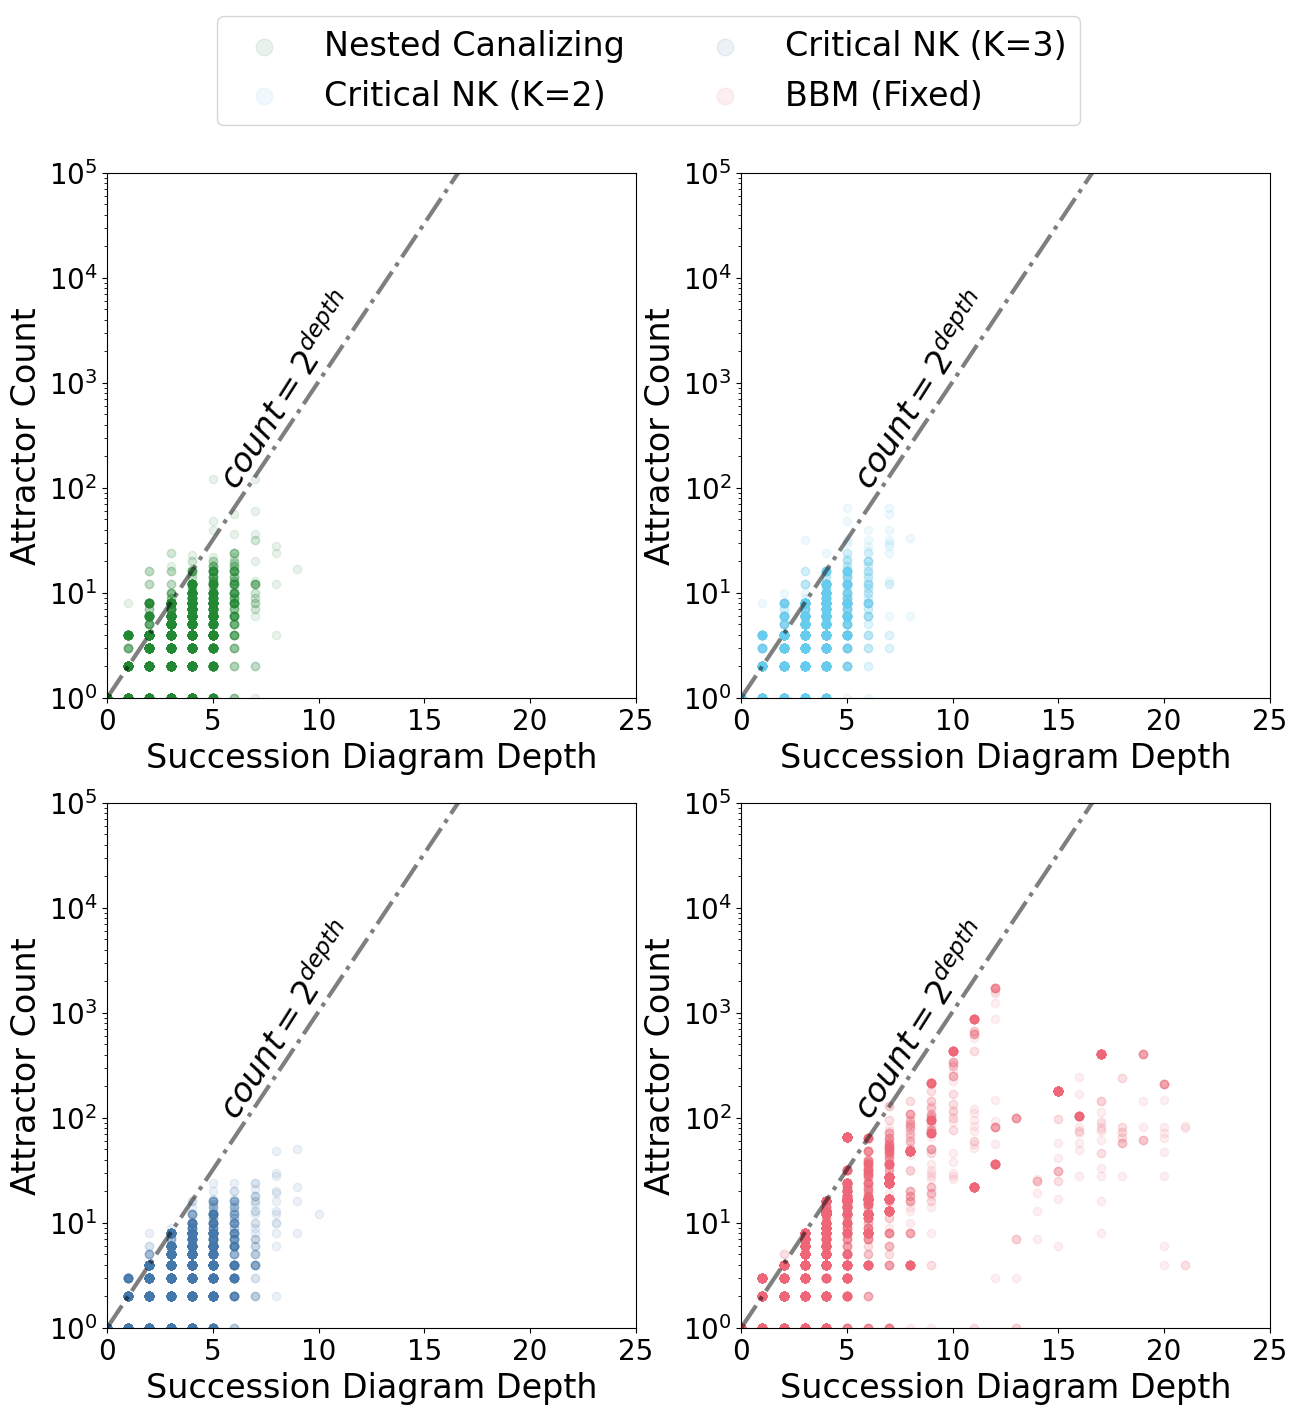 Nested Canalizing
Critical NK (K=2)
Critical NK (K=3)
BBM (Fixed)
10^5
10^4
10^3
10^2
10^1
10^0
Attractor Count
count = 2^depth
0 5 10 15 20 25
Succession Diagram Depth
10^5
10^4
10^3
10^2
10^1
10^0
Attractor Count
count = 2^depth
0 5 10 15 20 25
Succession Diagram Depth
10^5
10^4
10^3
10^2
10^1
10^0
Attractor Count
count = 2^depth
0 5 10 15 20 25
Succession Diagram Depth
10^5
10^4
10^3
10^2
10^1
10^0
Attractor Count
count = 2^depth
0 5 10 15 20 25
Succession Diagram Depth